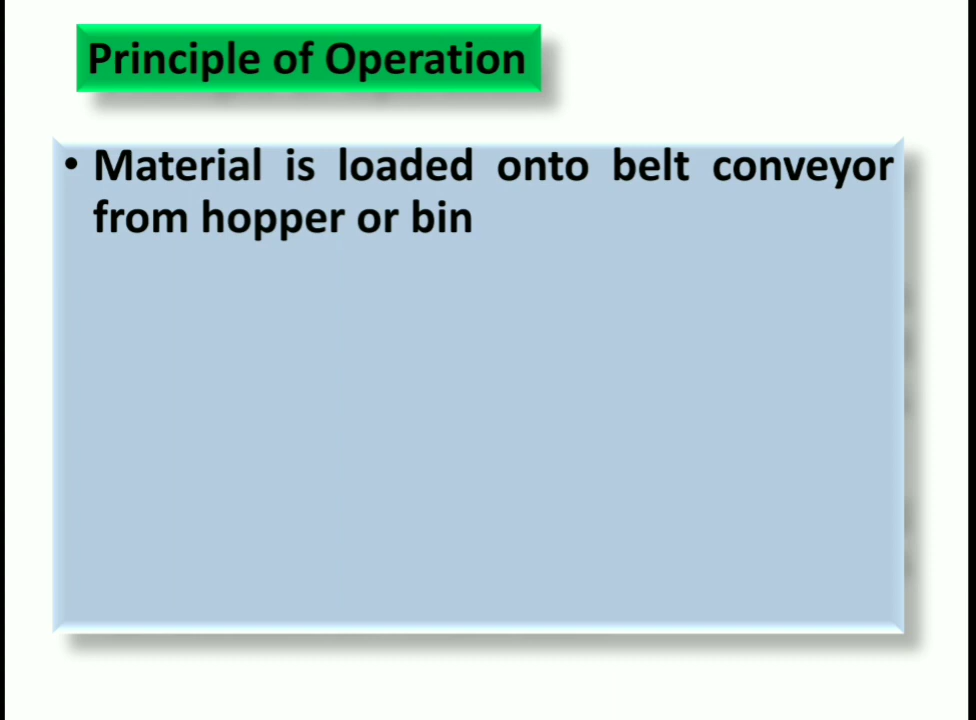 Principle of Operation
• Material is loaded onto belt conveyor
from hopper or bin